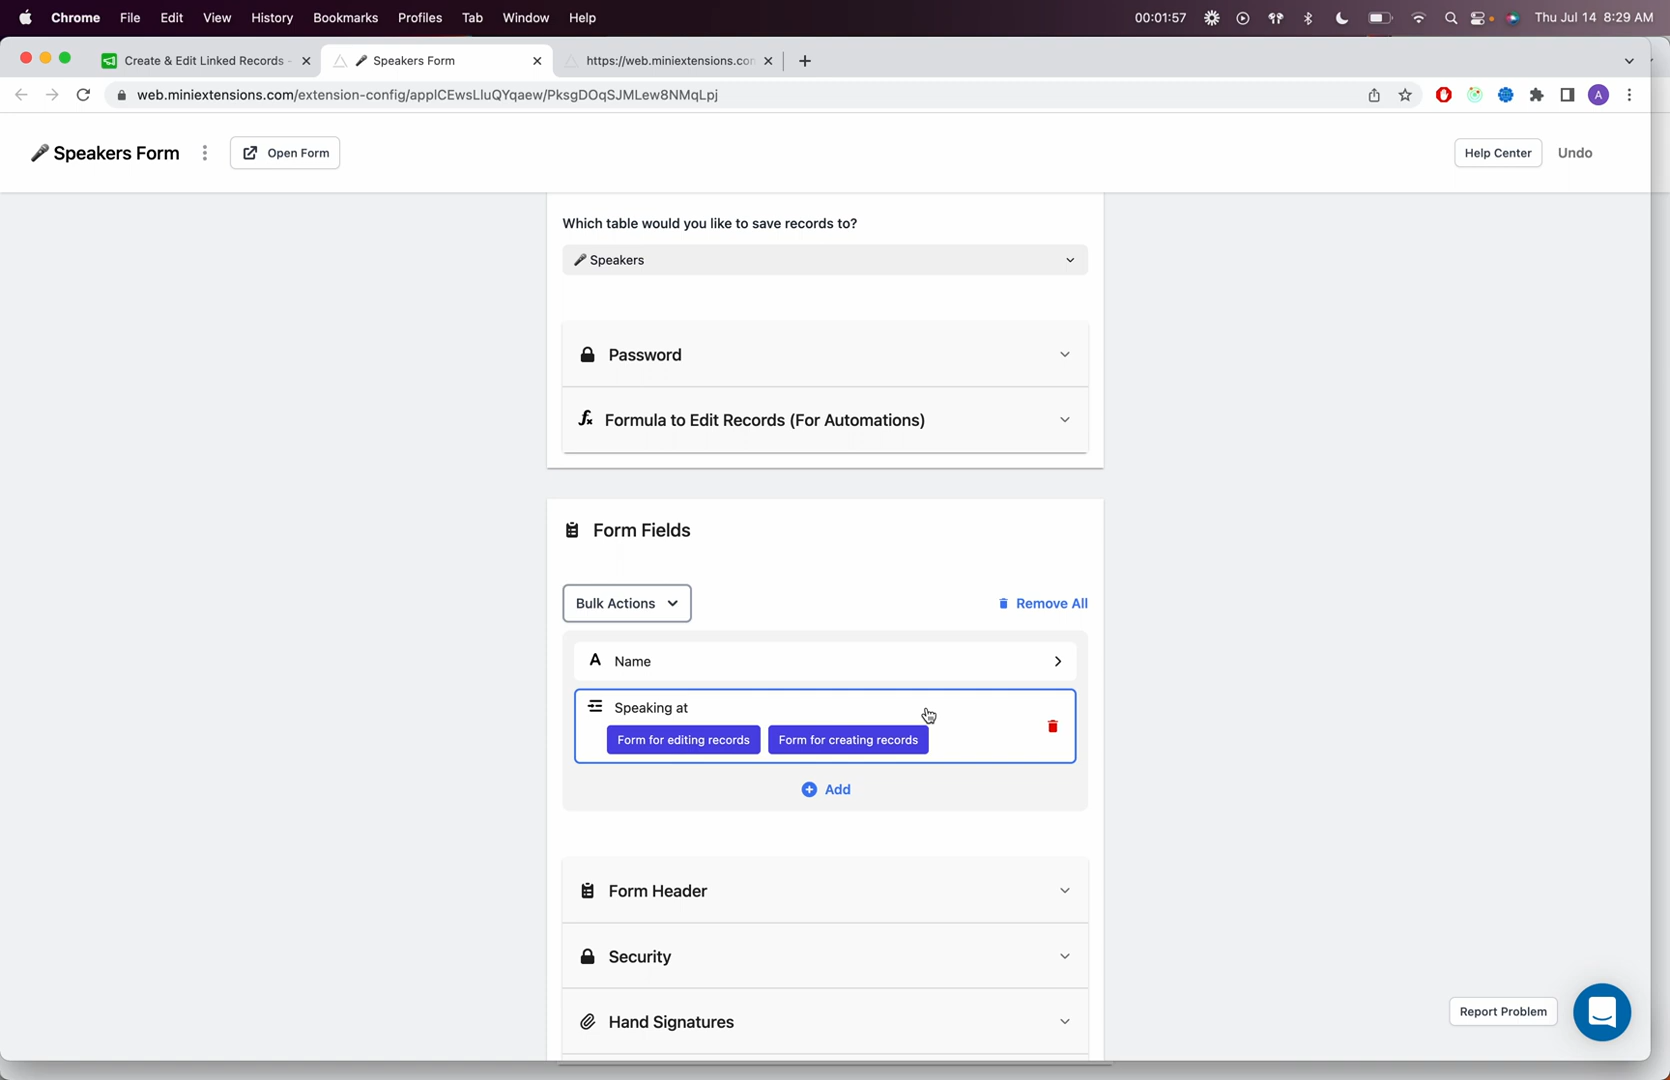 Chrome File Edit View History Bookmarks Profiles Tab Window Help 00:01:57 Thu Jul 14 8:29 AM
Create & Edit Linked Records - 🎤 Speakers Form https://web.miniextensions.com
web.miniextensions.com/extension-config/appICEwsLluQYqaew/PksgDOqSJMLew8NMqLpj A
🎤 Speakers Form Open Form Help Center Undo
Which table would you like to save records to?
🎤 Speakers
Password
Formula to Edit Records (For Automations)
Form Fields
Bulk Actions Remove All
A Name
Speaking at
Form for editing records Form for creating records
Add
Form Header
Security
Hand Signatures
Report Problem